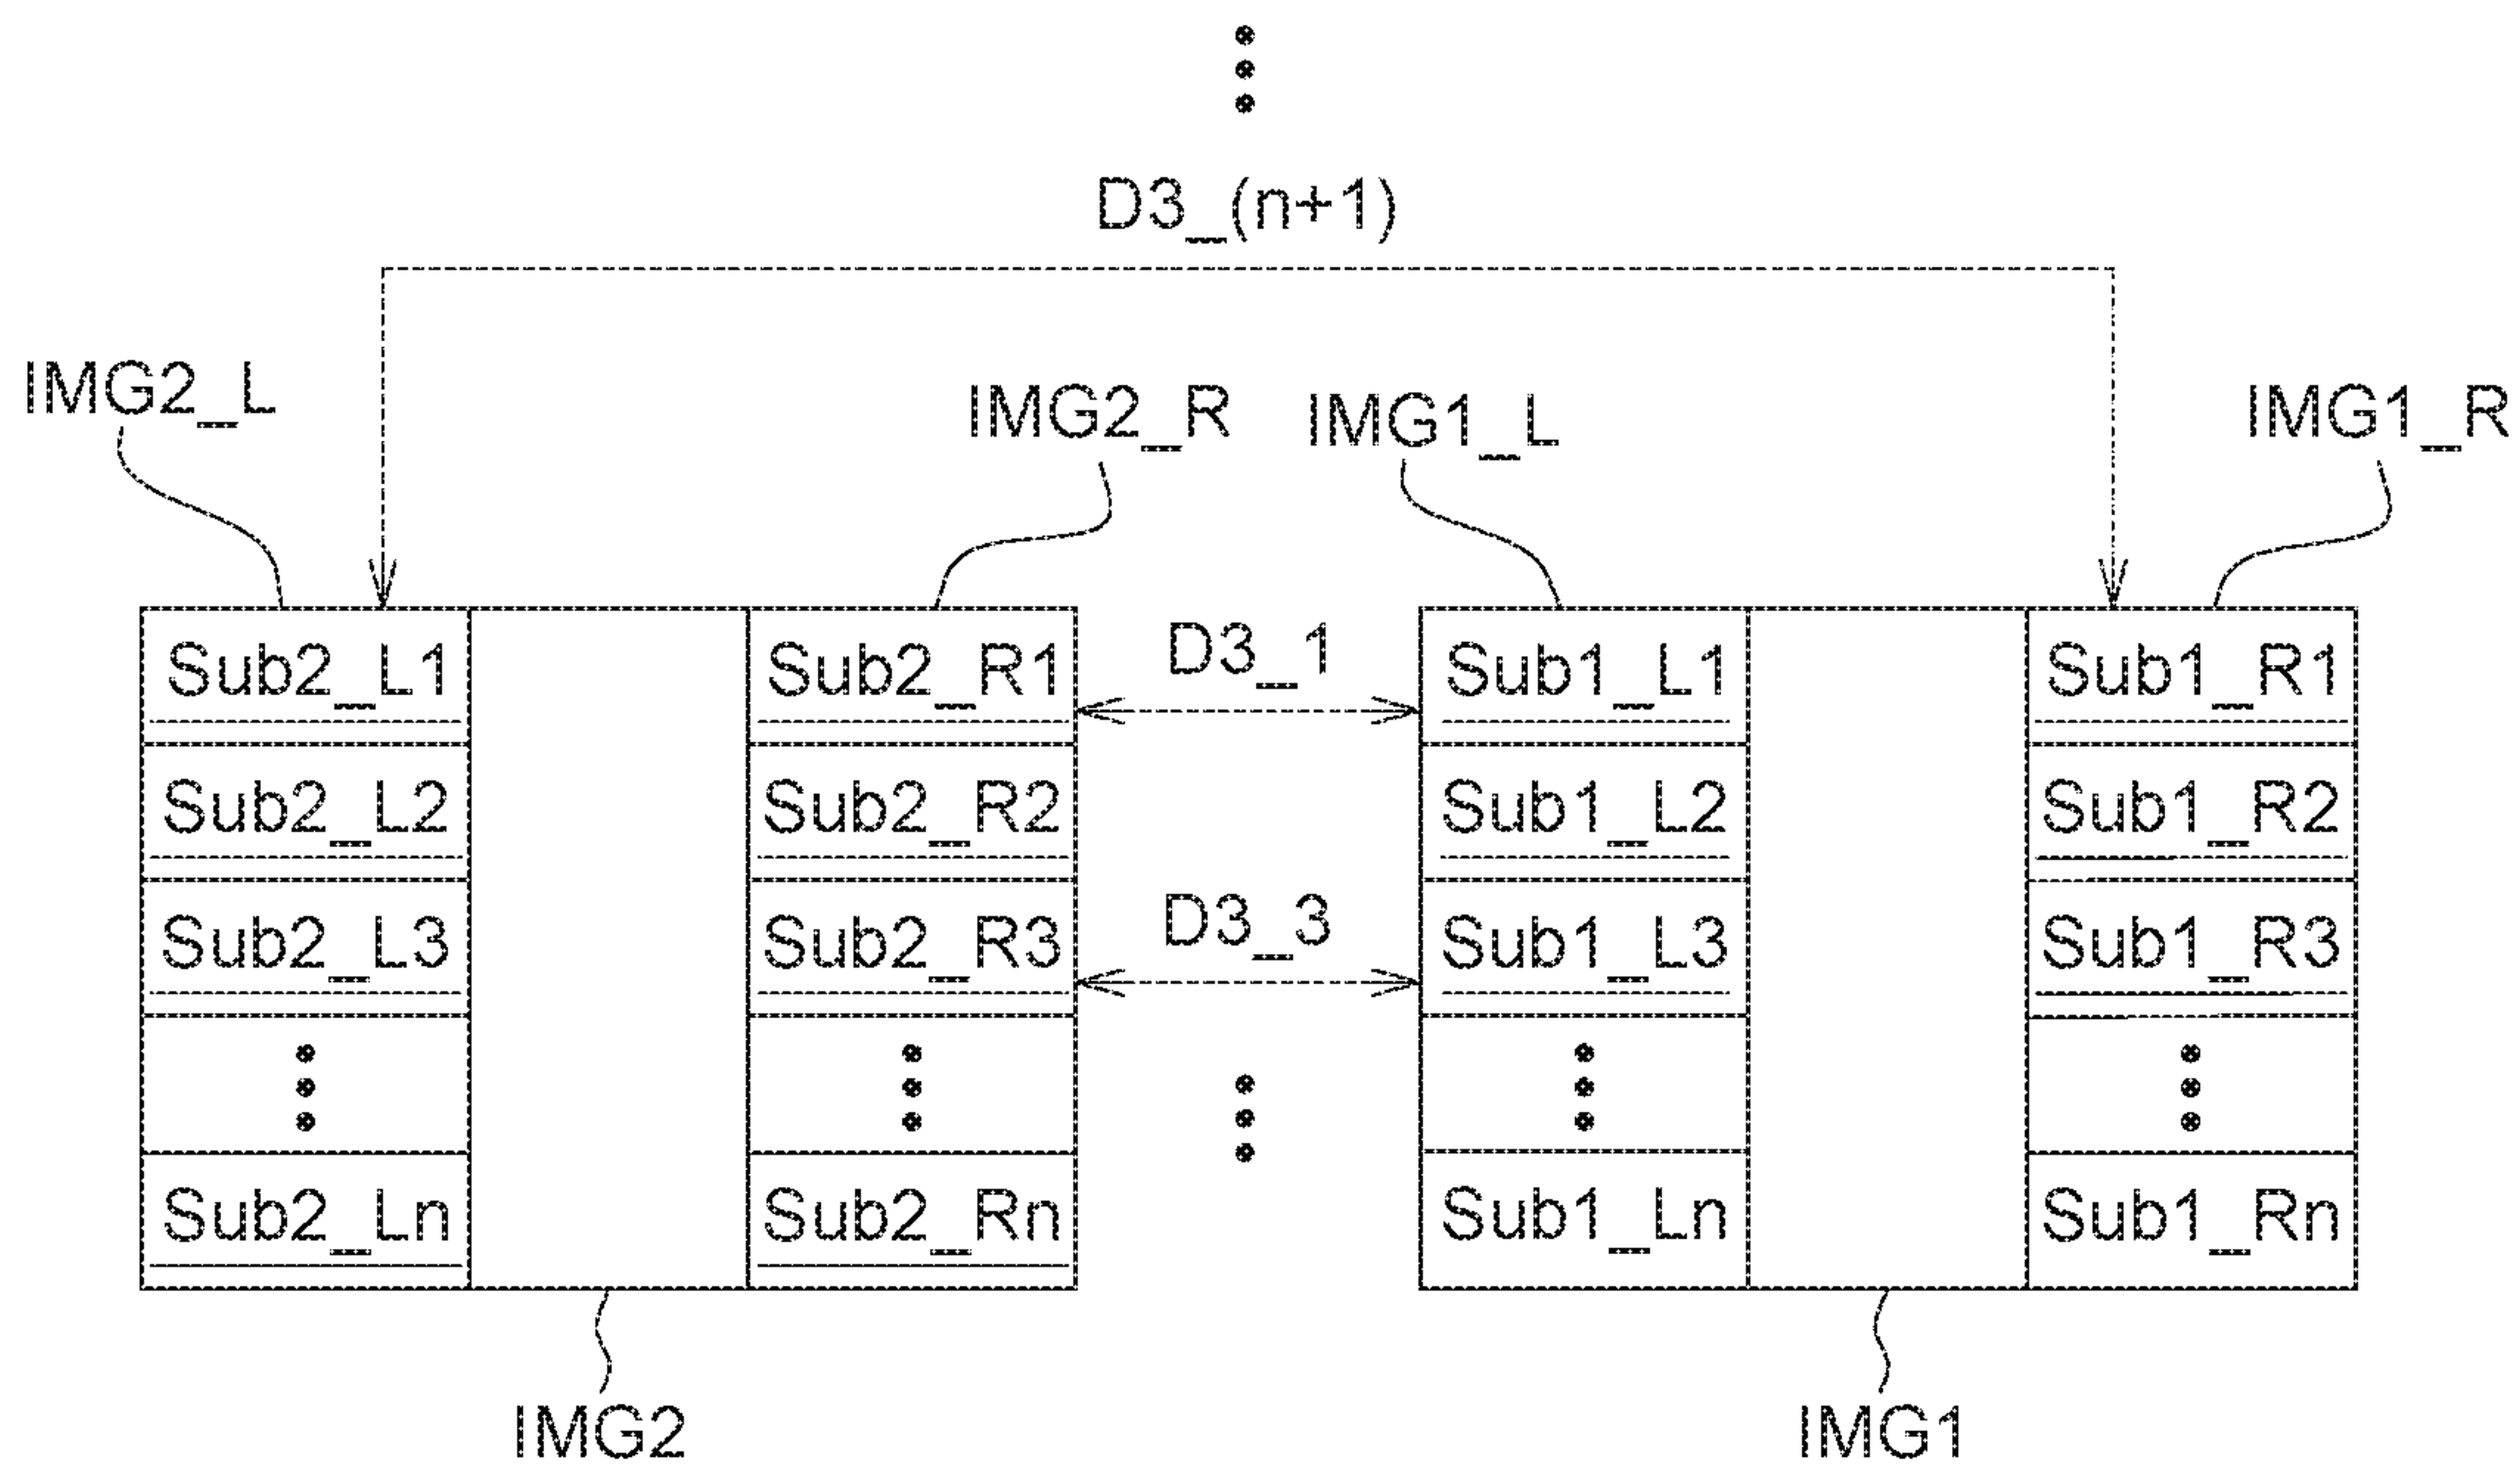 D3_(n+1)
IMG2_L IMG2_R IMG1_L IMG1_R
Sub2_L1 Sub2_R1 D3_1 Sub1_L1 Sub1_R1
Sub2_L2 Sub2_R2 Sub1_L2 Sub1_R2
Sub2_L3 Sub2_R3 D3_3 Sub1_L3 Sub1_R3
Sub2_Ln Sub2_Rn Sub1_Ln Sub1_Rn
IMG2 IMG1